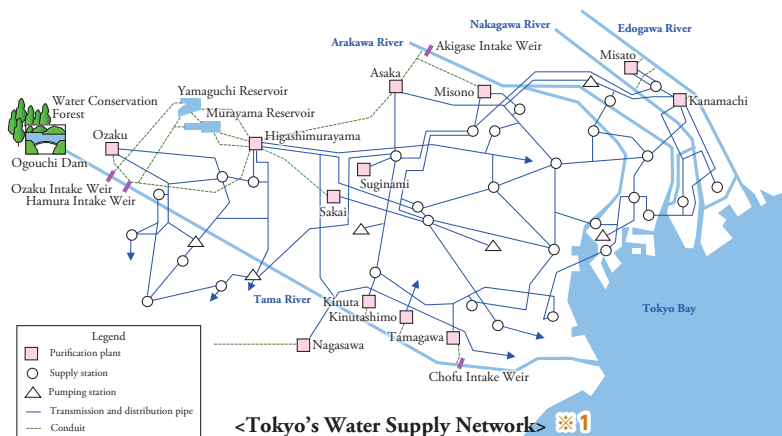 Nakagawa River
Edogawa River
Arakawa River
Akigase Intake Weir
Misato
Asaka
Misono
Kanamachi
Yamaguchi Reservoir
Water Conservation
Forest
Murayama Reservoir
Ozaku
Higashimurayama
Ogouchi Dam
Suginami
Ozaku Intake Weir
Hamura Intake Weir
Sakai
Tama River
Kinuta
Kinutashimo
Tokyo Bay
Tamagawa
Nagasawa
Chofu Intake Weir
Legend
Purification plant
Supply station
Pumping station
Transmission and distribution pipe
Conduit
<Tokyo's Water Supply Network> ※1